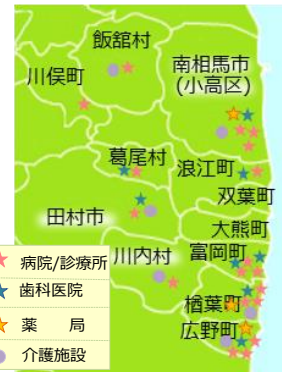 飯舘村
南相馬市
(小高区)
川俣町
葛尾村
浪江町
双葉町
田村市
大熊町
川内村
富岡町
楢葉町
広野町
病院/診療所
歯科医院
薬　局
介護施設